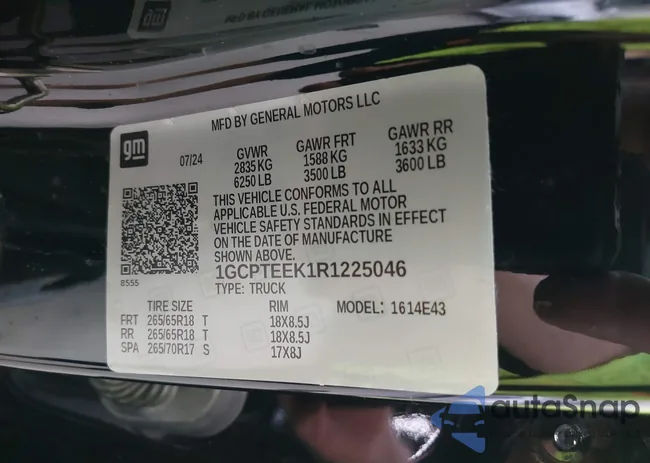 MFD BY GENERAL MOTORS LLC
gm
07/24
GVWR GAWR FRT GAWR RR
2835 KG 1588 KG 1633 KG
6250 LB 3500 LB 3600 LB
THIS VEHICLE CONFORMS TO ALL
APPLICABLE U.S. FEDERAL MOTOR
VEHICLE SAFETY STANDARDS IN EFFECT
ON THE DATE OF MANUFACTURE
SHOWN ABOVE.
8555
1GCPTEEK1R1225046
TYPE: TRUCK
TIRE SIZE RIM MODEL: 1614E43
FRT 265/65R18 T 18X8.5J
RR 265/65R18 T 18X8.5J
SPA 265/70R17 S 17X8J
autoSnap